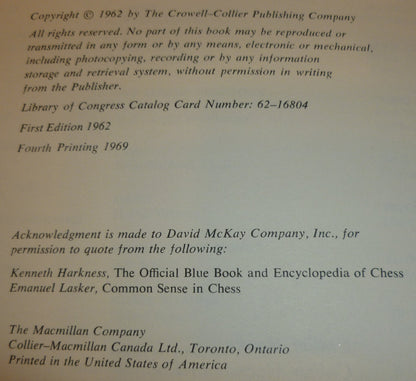 Copyright © 1962 by The Crowell-Collier Publishing Company
All rights reserved. No part of this book may be reproduced or
transmitted in any form or by any means, electronic or mechanical,
including photocopying, recording or by any information
storage and retrieval system, without permission in writing
from the Publisher.
Library of Congress Catalog Card Number: 62-16804
First Edition 1962
Fourth Printing 1969
Acknowledgment is made to David McKay Company, Inc., for
permission to quote from the following:
Kenneth Harkness, The Official Blue Book and Encyclopedia of Chess
Emanuel Lasker, Common Sense in Chess
The Macmillan Company
Collier-Macmillan Canada Ltd., Toronto, Ontario
Printed in the United States of America